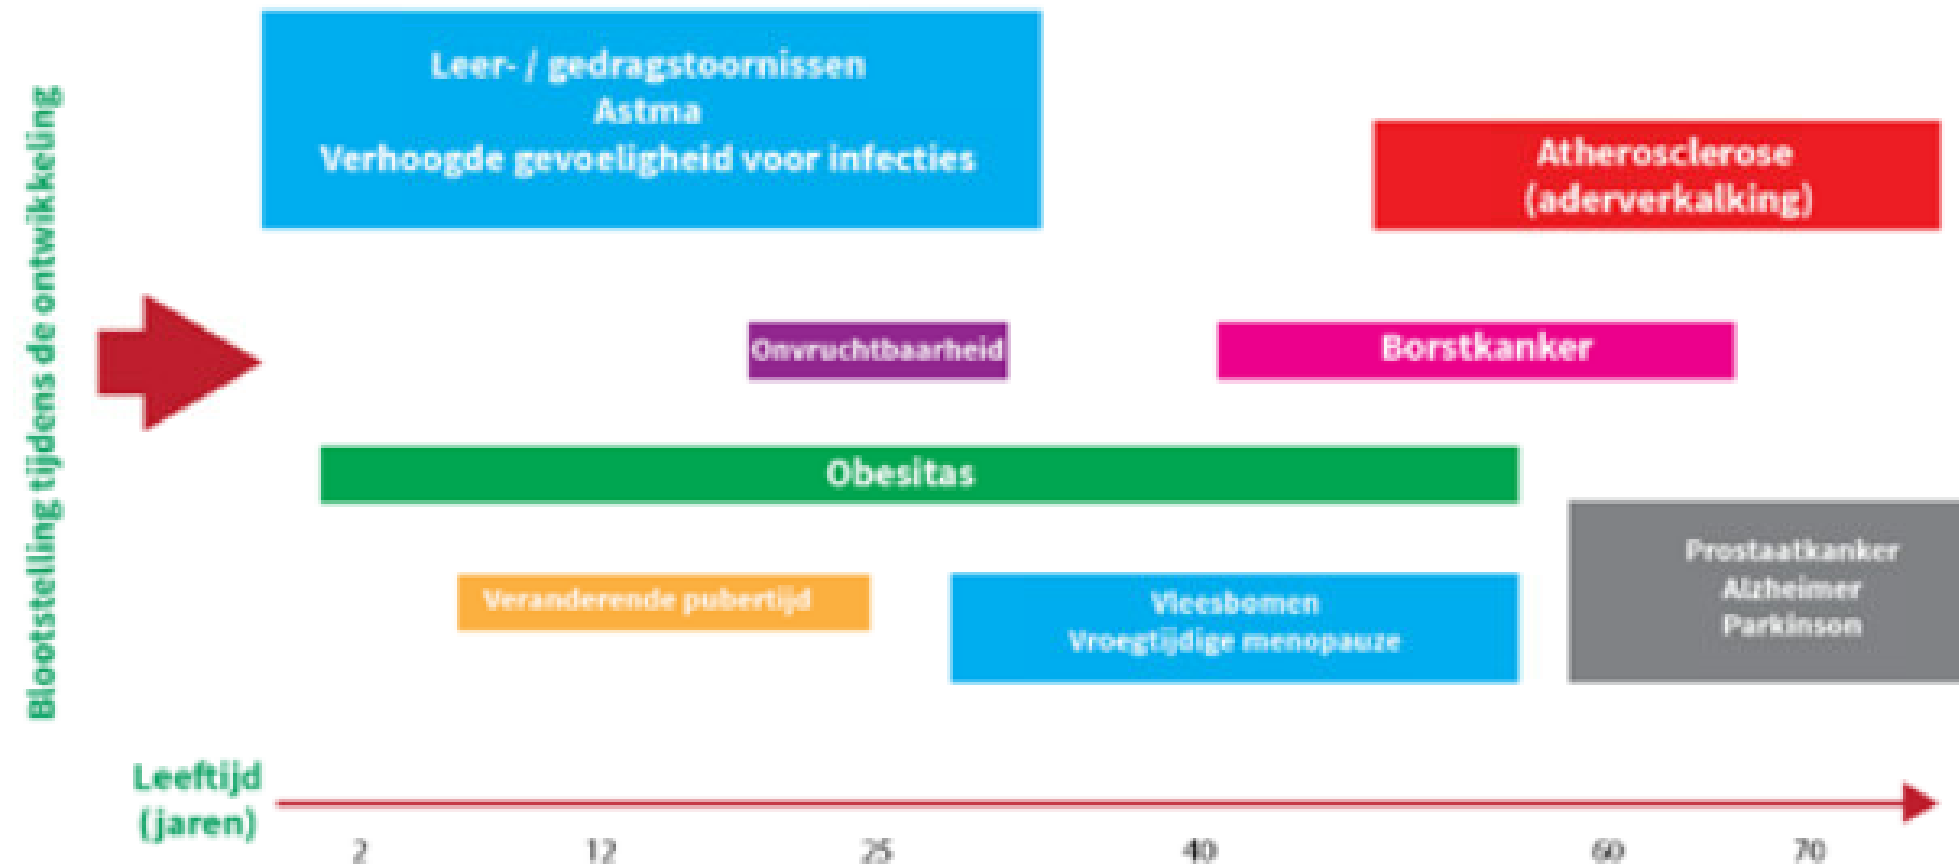 Blootstelling tijdens de ontwikkeling
Leer- / gedragstoornissen
Astma
Verhoogde gevoeligheid voor infecties
Atherosclerose
(aderverkalking)
Onvruchtbaarheid
Borstkanker
Obesitas
Veranderende pubertijd
Vleesbomen
Vroegtijdige menopauze
Prostaatkanker
Alzheimer
Parkinson
Leeftijd
(jaren)
2 12 25 40 60 70